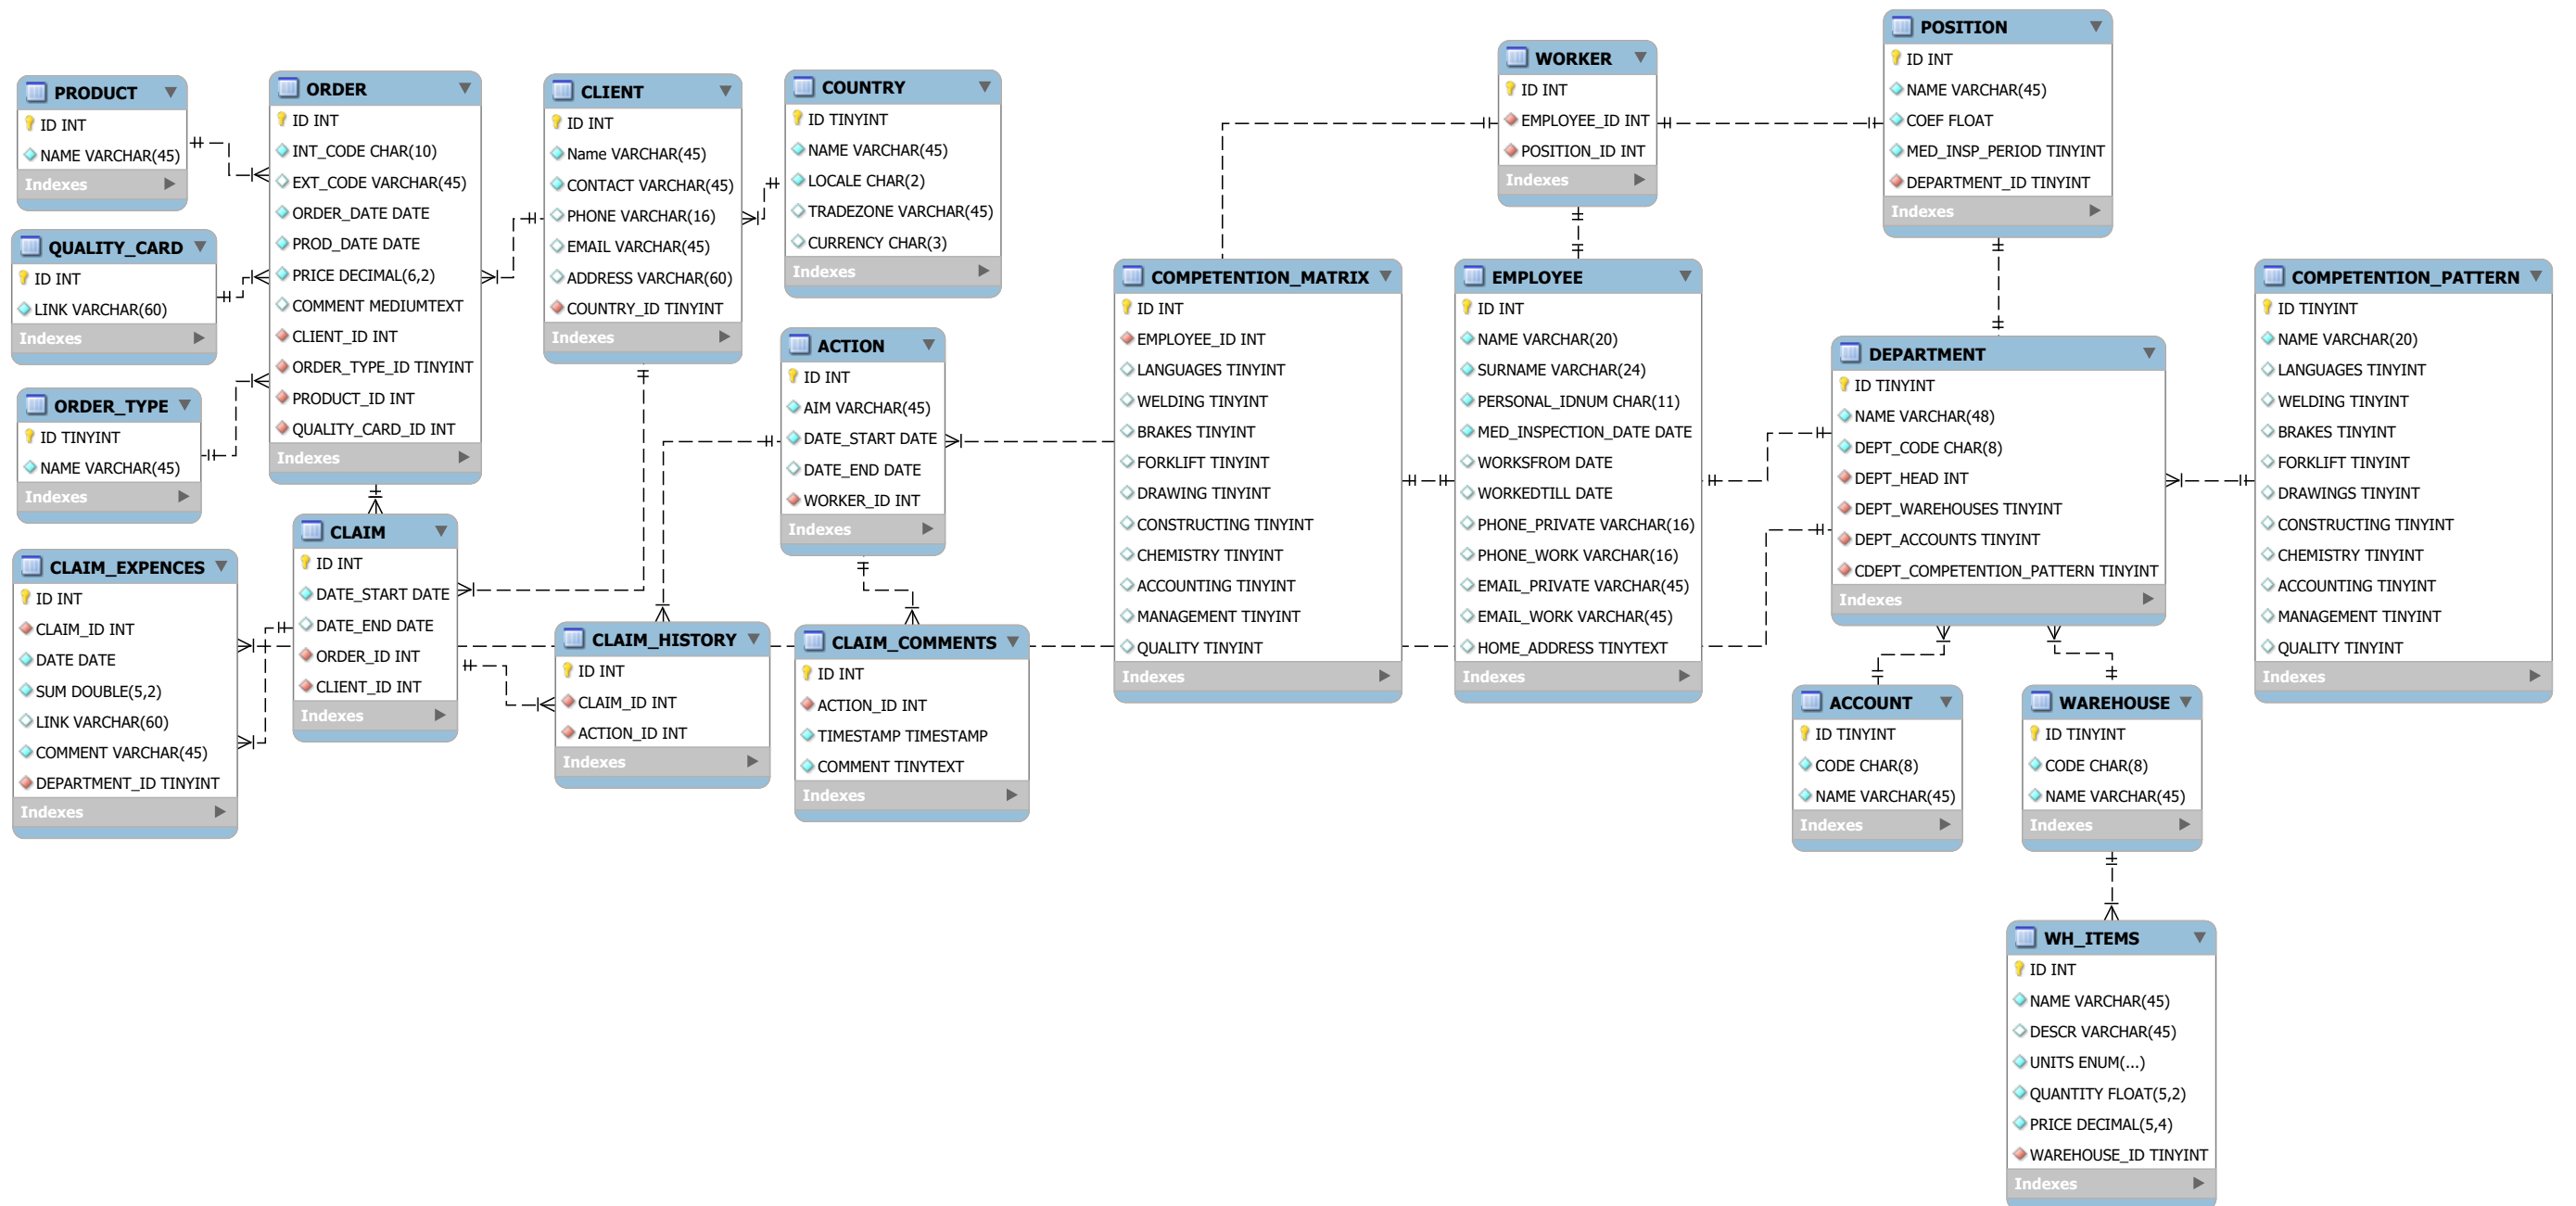 PRODUCT
ID INT
NAME VARCHAR(45)
Indexes
QUALITY_CARD
ID INT
LINK VARCHAR(60)
Indexes
ORDER_TYPE
ID TINYINT
NAME VARCHAR(45)
Indexes
CLAIM_EXPENCES
ID INT
CLAIM_ID INT
DATE DATE
SUM DOUBLE(5,2)
LINK VARCHAR(60)
COMMENT VARCHAR(45)
DEPARTMENT_ID TINYINT
Indexes
ORDER
ID INT
INT_CODE CHAR(10)
EXT_CODE VARCHAR(45)
ORDER_DATE DATE
PROD_DATE DATE
PRICE DECIMAL(6,2)
COMMENT MEDIUMTEXT
CLIENT_ID INT
ORDER_TYPE_ID TINYINT
PRODUCT_ID INT
QUALITY_CARD_ID INT
Indexes
CLAIM
ID INT
DATE_START DATE
DATE_END DATE
ORDER_ID INT
CLIENT_ID INT
Indexes
CLIENT
ID INT
Name VARCHAR(45)
CONTACT VARCHAR(45)
PHONE VARCHAR(16)
EMAIL VARCHAR(45)
ADDRESS VARCHAR(60)
COUNTRY_ID TINYINT
Indexes
CLAIM_HISTORY
ID INT
CLAIM_ID INT
ACTION_ID INT
Indexes
COUNTRY
ID TINYINT
NAME VARCHAR(45)
LOCALE CHAR(2)
TRADEZONE VARCHAR(45)
CURRENCY CHAR(3)
Indexes
ACTION
ID INT
AIM VARCHAR(45)
DATE_START DATE
DATE_END DATE
WORKER_ID INT
Indexes
CLAIM_COMMENTS
ID INT
ACTION_ID INT
TIMESTAMP TIMESTAMP
COMMENT TINYTEXT
Indexes
COMPETENTION_MATRIX
ID INT
EMPLOYEE_ID INT
LANGUAGES TINYINT
WELDING TINYINT
BRAKES TINYINT
FORKLIFT TINYINT
DRAWING TINYINT
CONSTRUCTING TINYINT
CHEMISTRY TINYINT
ACCOUNTING TINYINT
MANAGEMENT TINYINT
QUALITY TINYINT
Indexes
WORKER
ID INT
EMPLOYEE_ID INT
POSITION_ID INT
Indexes
EMPLOYEE
ID INT
NAME VARCHAR(20)
SURNAME VARCHAR(24)
PERSONAL_IDNUM CHAR(11)
MED_INSPECTION_DATE DATE
WORKSFROM DATE
WORKEDTILL DATE
PHONE_PRIVATE VARCHAR(16)
PHONE_WORK VARCHAR(16)
EMAIL_PRIVATE VARCHAR(45)
EMAIL_WORK VARCHAR(45)
HOME_ADDRESS TINYTEXT
Indexes
POSITION
ID INT
NAME VARCHAR(45)
COEF FLOAT
MED_INSP_PERIOD TINYINT
DEPARTMENT_ID TINYINT
Indexes
DEPARTMENT
ID TINYINT
NAME VARCHAR(48)
DEPT_CODE CHAR(8)
DEPT_HEAD INT
DEPT_WAREHOUSES TINYINT
DEPT_ACCOUNTS TINYINT
CDEPT_COMPETENTION_PATTERN TINYINT
Indexes
ACCOUNT
ID TINYINT
CODE CHAR(8)
NAME VARCHAR(45)
Indexes
WAREHOUSE
ID TINYINT
CODE CHAR(8)
NAME VARCHAR(45)
Indexes
WH_ITEMS
ID INT
NAME VARCHAR(45)
DESCR VARCHAR(45)
UNITS ENUM(...)
QUANTITY FLOAT(5,2)
PRICE DECIMAL(5,4)
WAREHOUSE_ID TINYINT
Indexes
COMPETENTION_PATTERN
ID TINYINT
NAME VARCHAR(20)
LANGUAGES TINYINT
WELDING TINYINT
BRAKES TINYINT
FORKLIFT TINYINT
DRAWINGS TINYINT
CONSTRUCTING TINYINT
CHEMISTRY TINYINT
ACCOUNTING TINYINT
MANAGEMENT TINYINT
QUALITY TINYINT
Indexes